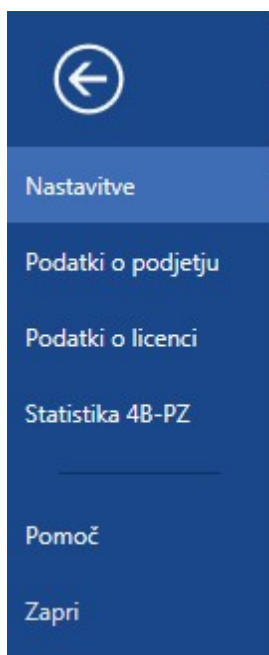 Nastavitve
Podatki o podjetju
Podatki o licenci
Statistika 4B-PZ
Pomoč
Zapri